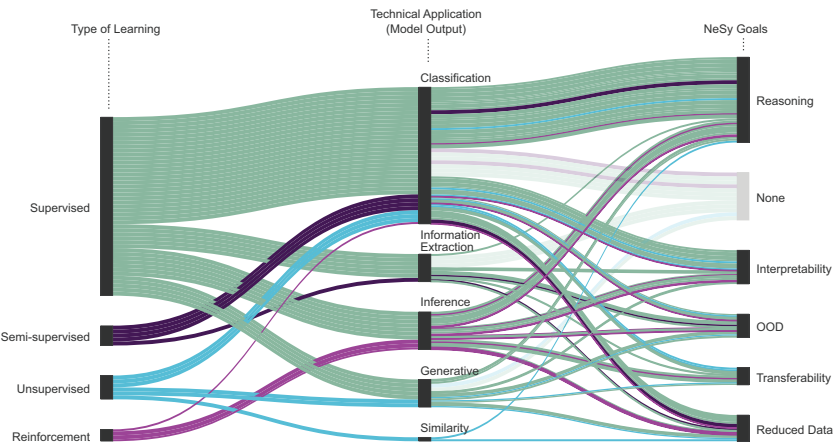 Type of Learning
Technical Application
(Model Output)
NeSy Goals
Classification
Reasoning
None
Supervised
Information
Extraction
Interpretability
Inference
OOD
Semi-supervised
Generative
Transferability
Unsupervised
Similarity
Reduced Data
Reinforcement